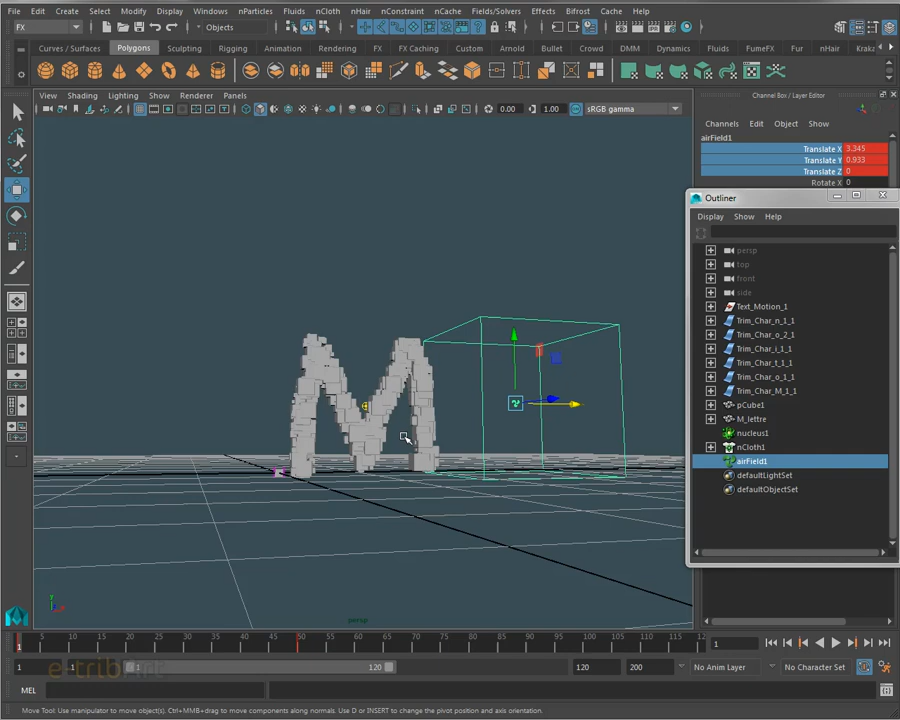 File Edit Create Select Modify Display Windows nParticles Fluids nCloth nHair nConstraint nCache Fields/Solvers Effects Bifrost Cache Help
FX Objects
Curves / Surfaces Polygons Sculpting Rigging Animation Rendering FX FX Caching Custom Arnold Bullet Crowd DMM Dynamics Fluids FumeFX Fur nHair Kraka
View Shading Lighting Show Renderer Panels
Channel Box / Layer Editor
0.00 1.00 sRGB gamma
Channels Edit Object Show
airField1
Translate X 3.345
Translate Y 0.933
Translate Z 0
Rotate X 0
Outliner
Display Show Help
persp
top
front
side
Text_Motion_1
Trim_Char_n_1_1
Trim_Char_o_2_1
Trim_Char_i_1_1
Trim_Char_t_1_1
Trim_Char_o_1_1
Trim_Char_M_1_1
pCube1
M_lettre
nucleus1
nCloth1
airField1
defaultLightSet
defaultObjectSet
persp
5 10 15 20 25 30 35 40 45 50 55 60 65 70 75 80 85 90 95 100 105 110 115 12
1 1
1 1 1 120 120 200 No Anim Layer No Character Set
MEL
Move Tool: Use manipulator to move object(s). Ctrl+MMB+drag to move components along normals. Use D or INSERT to change the pivot position and axis orientation.